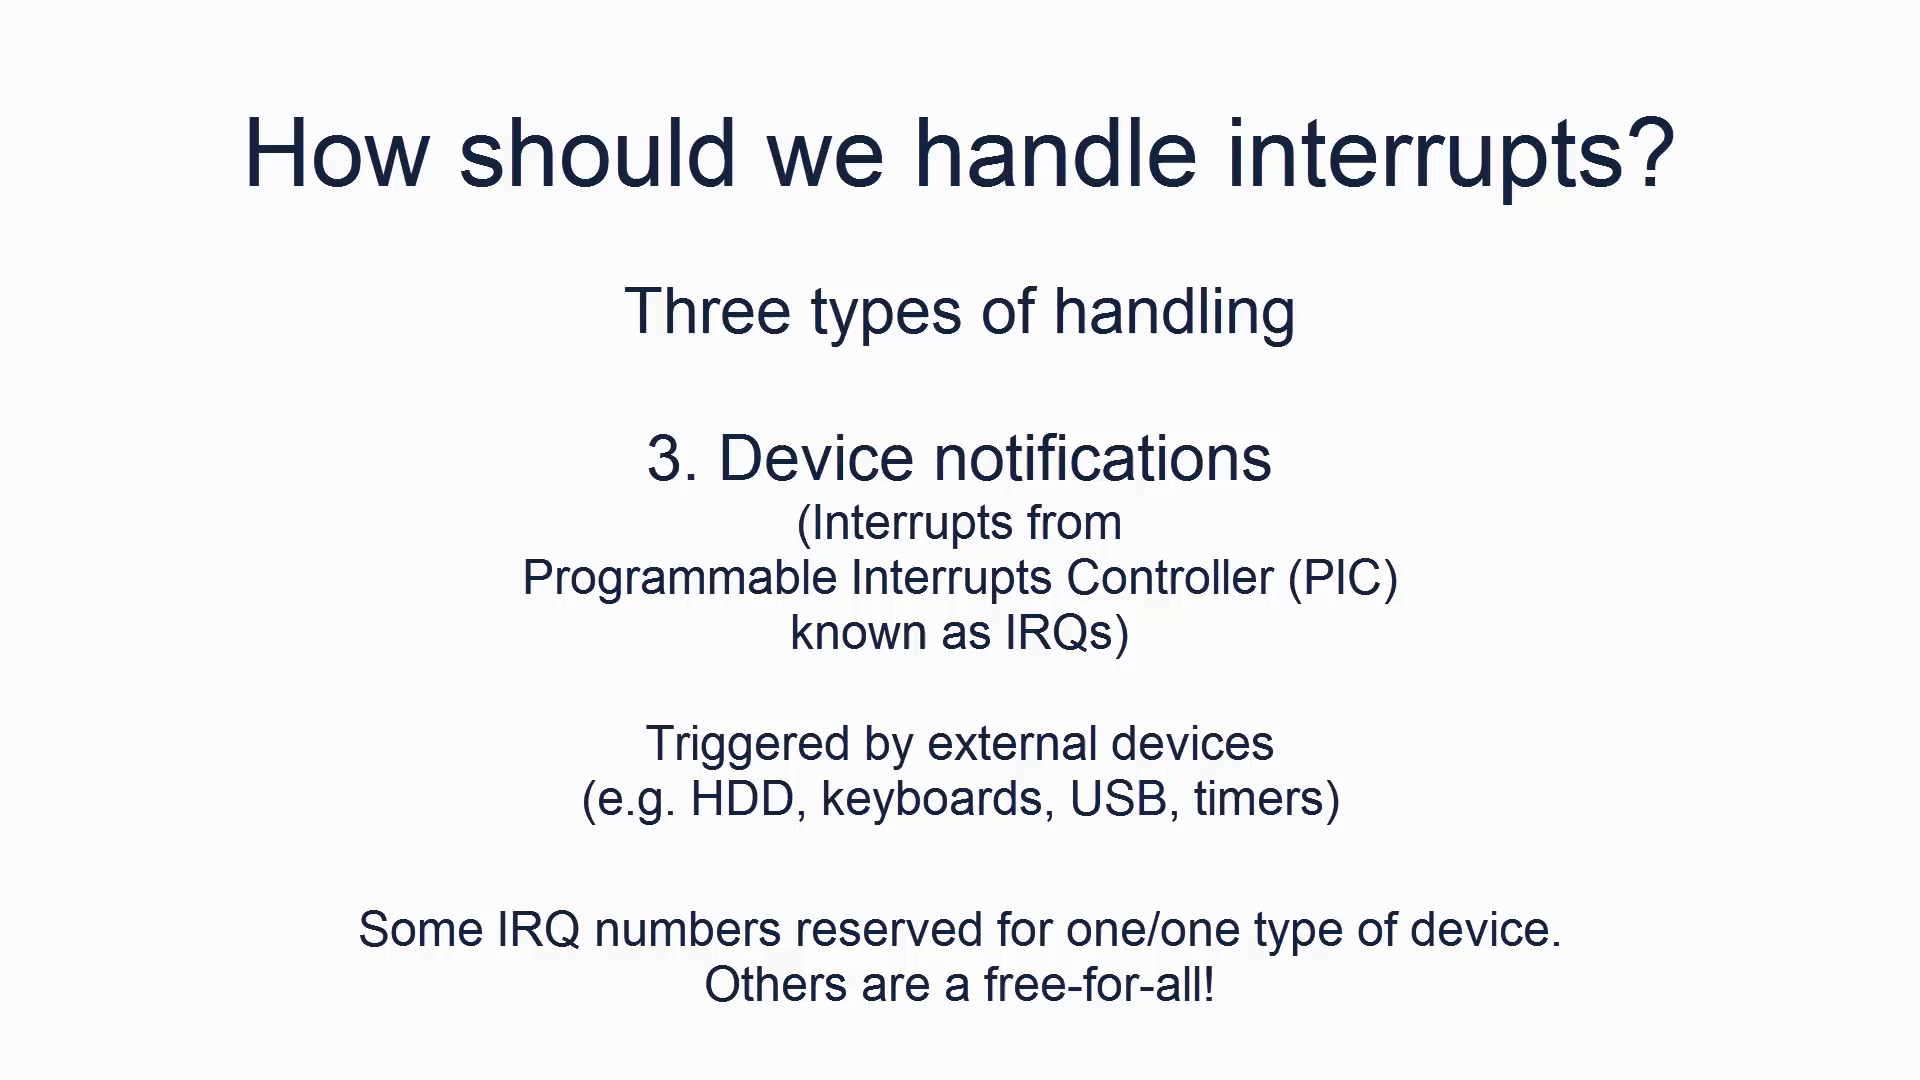 How should we handle interrupts?
Three types of handling
3. Device notifications
(Interrupts from
Programmable Interrupts Controller (PIC)
known as IRQs)
Triggered by external devices
(e.g. HDD, keyboards, USB, timers)
Some IRQ numbers reserved for one/one type of device.
Others are a free-for-all!